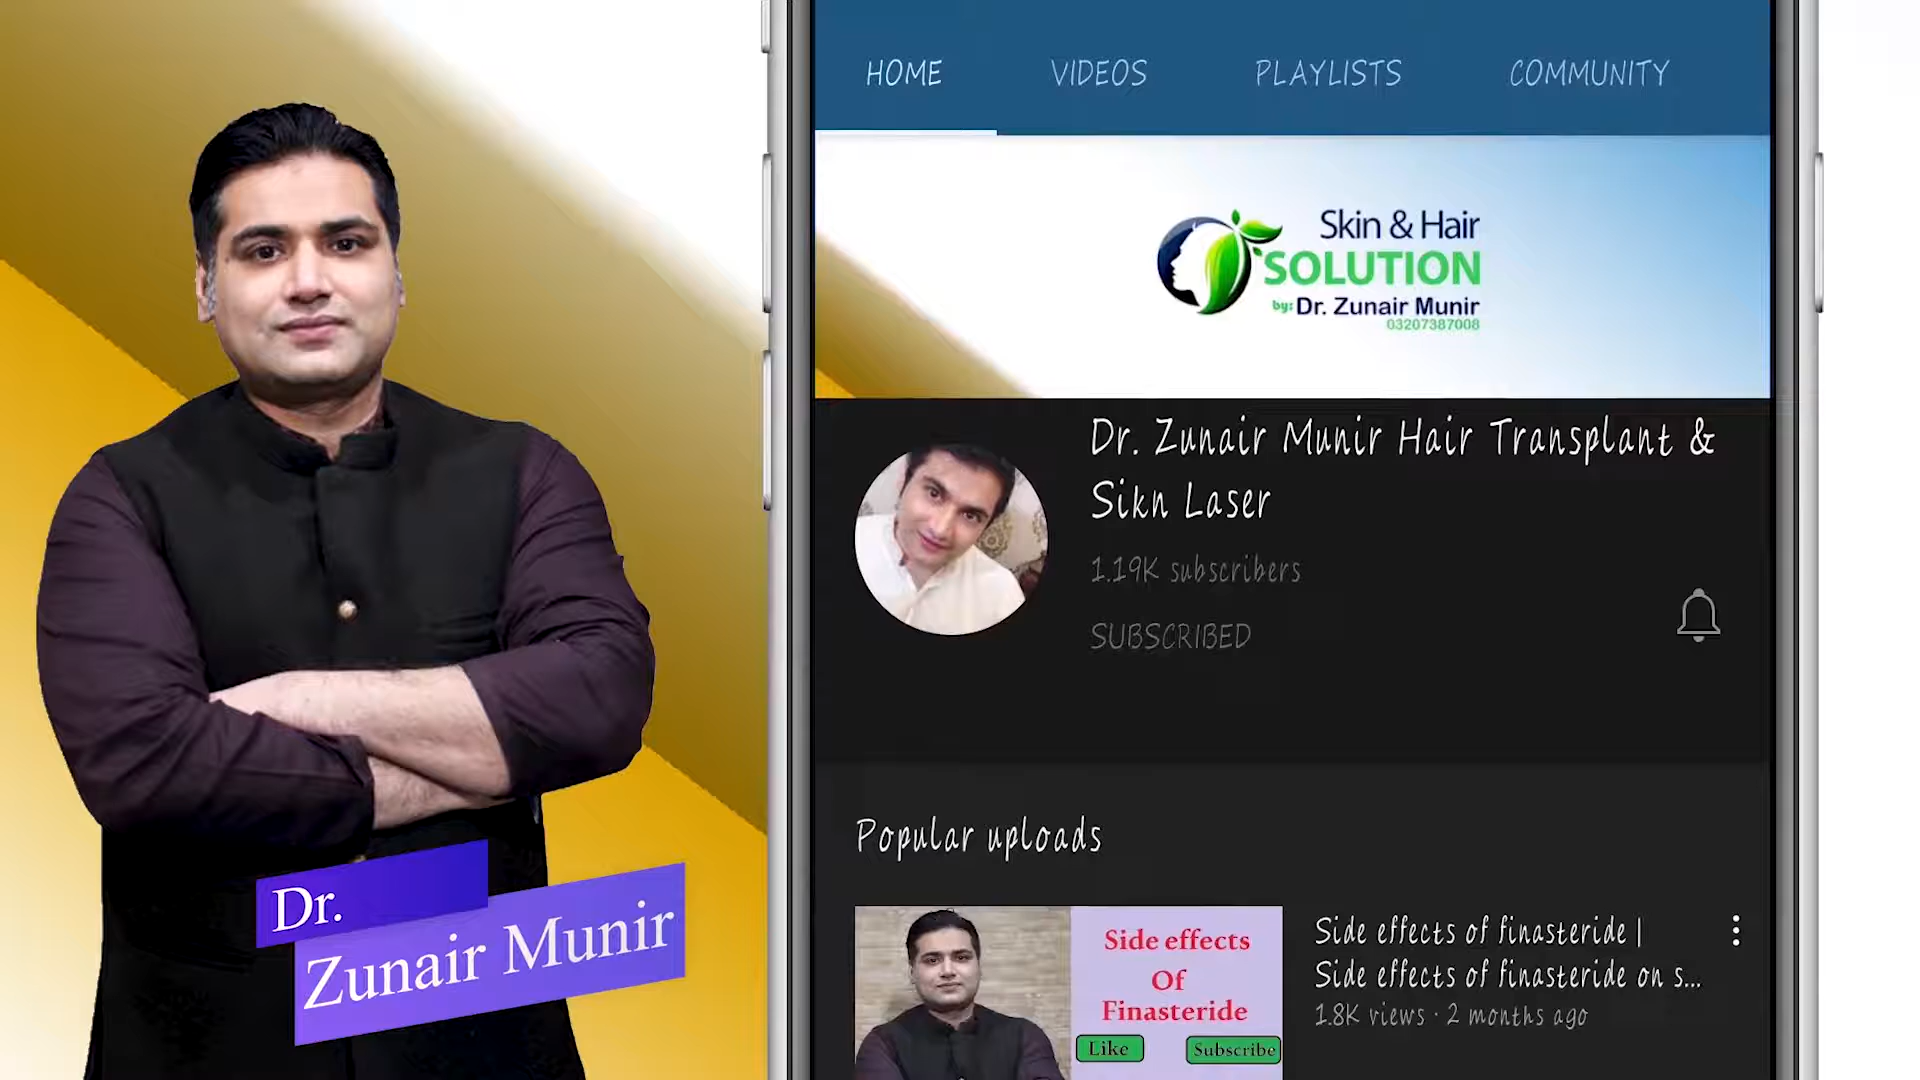 HOME VIDEOS PLAYLISTS COMMUNITY
Skin & Hair
SOLUTION
by: Dr. Zunair Munir
03207387008
Dr. Zunair Munir Hair Transplant &
Sikn Laser
1.19K subscribers
SUBSCRIBED
Popular uploads
Side effects
Of
Finasteride
Like Subscribe
Side effects of finasteride |
Side effects of finasteride on s...
1.8K views · 2 months ago
Dr.
Zunair Munir